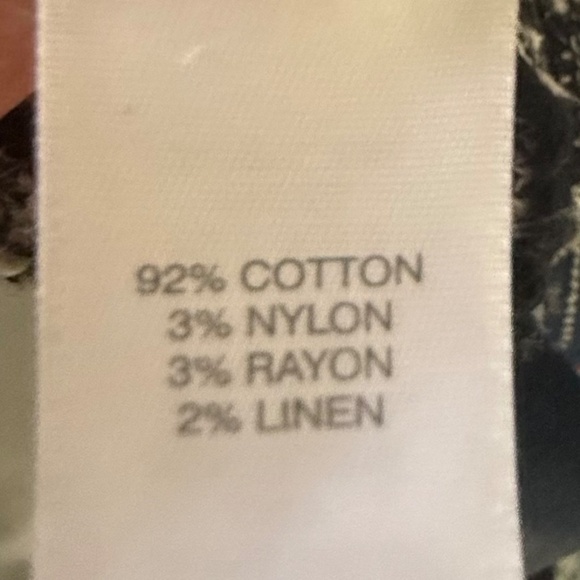 92% COTTON
3% NYLON
3% RAYON
2% LINEN